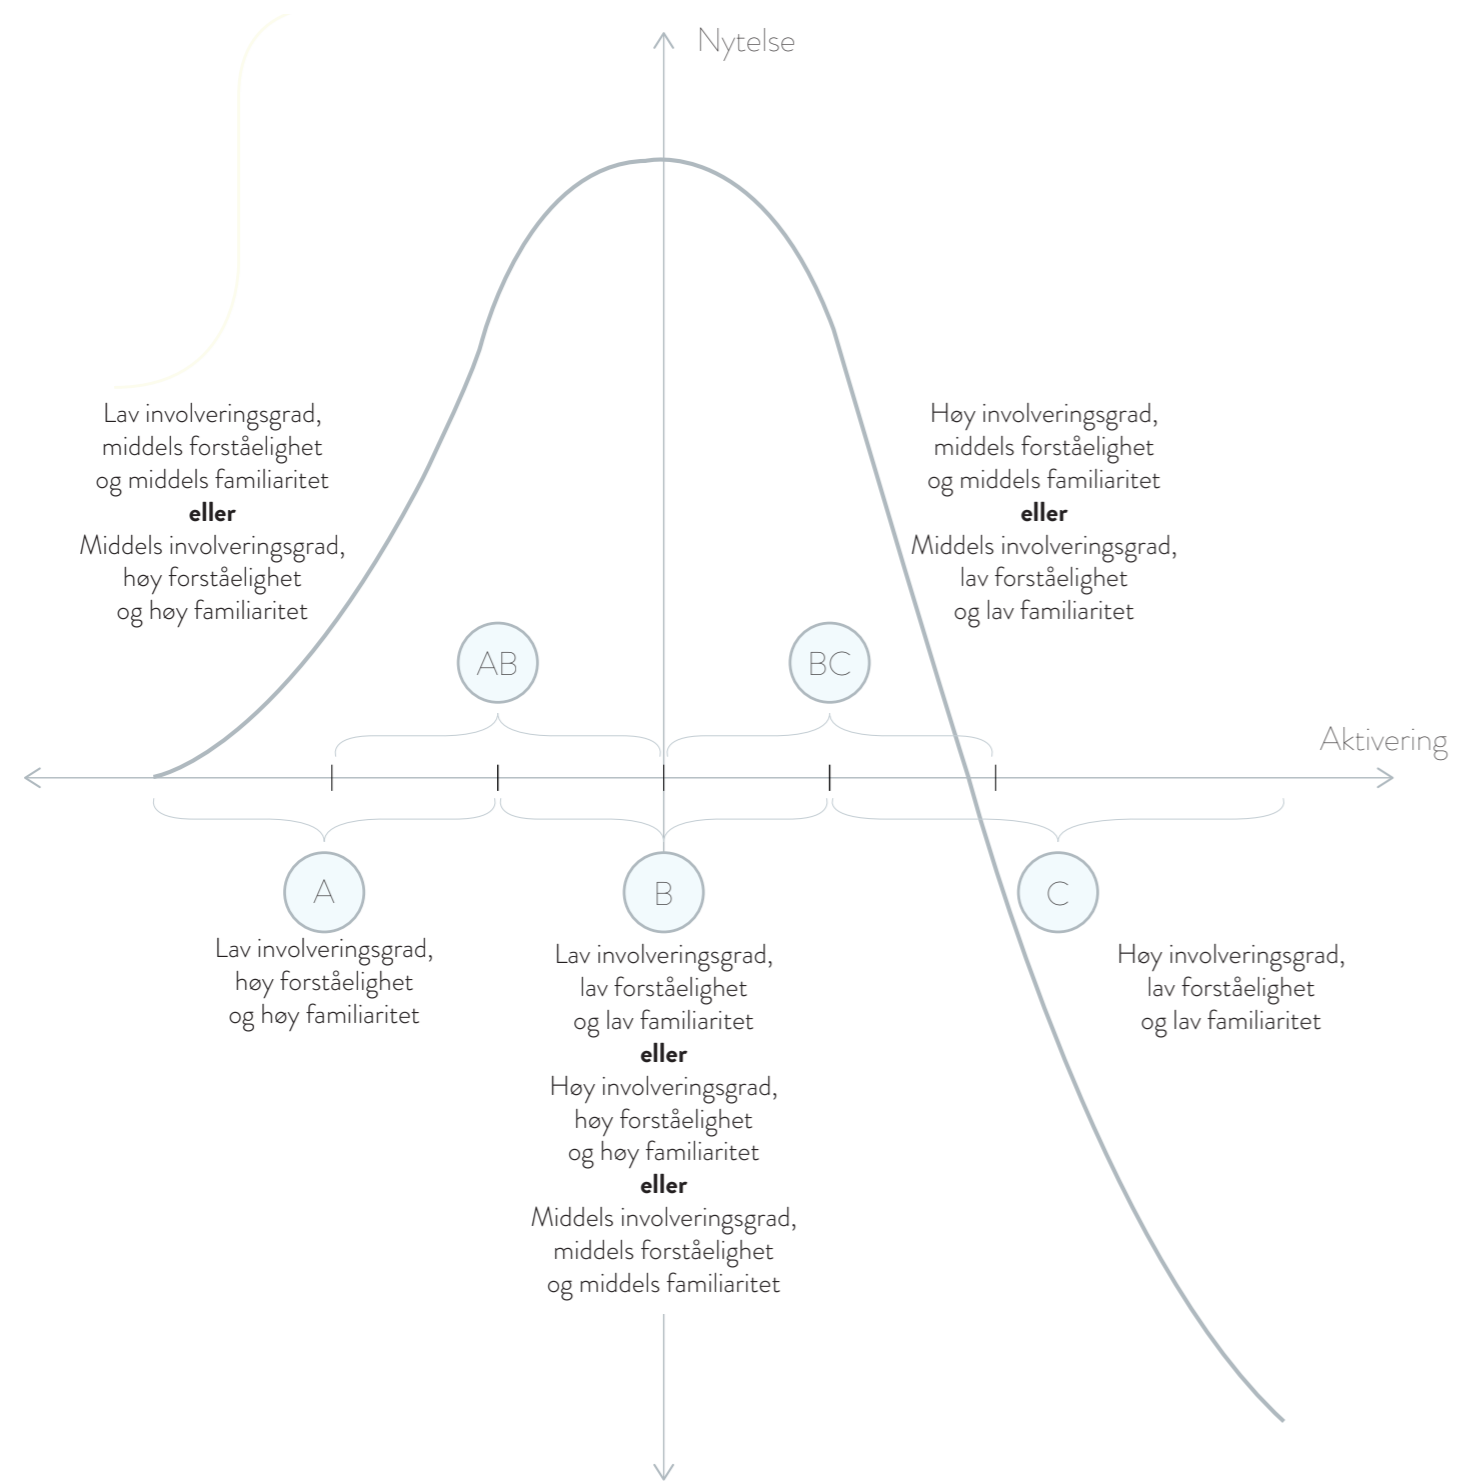 Nytelse
Lav involveringsgrad,
middels forståelighet
og middels familiaritet
eller
Middels involveringsgrad,
høy forståelighet
og høy familiaritet
Høy involveringsgrad,
middels forståelighet
og middels familiaritet
eller
Middels involveringsgrad,
lav forståelighet
og lav familiaritet
AB
BC
Aktivering
A
B
C
Lav involveringsgrad,
høy forståelighet
og høy familiaritet
Lav involveringsgrad,
lav forståelighet
og lav familiaritet
eller
Høy involveringsgrad,
høy forståelighet
og høy familiaritet
eller
Middels involveringsgrad,
middels forståelighet
og middels familiaritet
Høy involveringsgrad,
lav forståelighet
og lav familiaritet